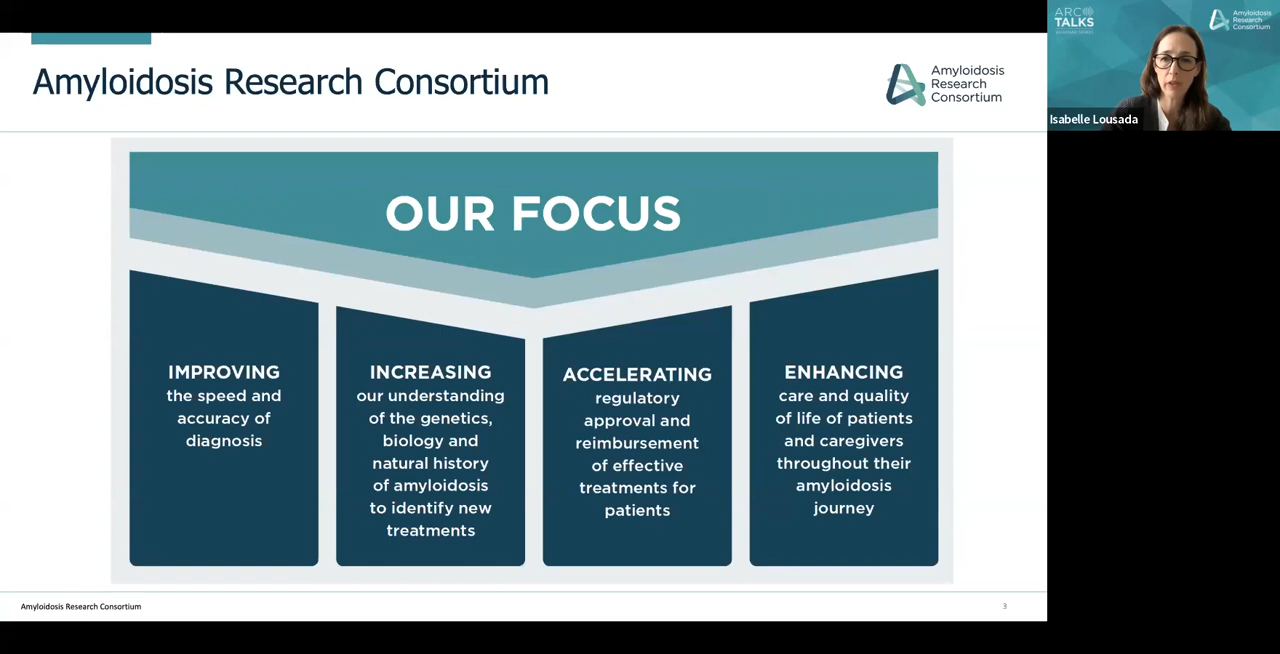 Amyloidosis Research Consortium
Amyloidosis
Research
Consortium
OUR FOCUS
IMPROVING
the speed and
accuracy of
diagnosis
INCREASING
our understanding
of the genetics,
biology and
natural history
of amyloidosis
to identify new
treatments
ACCELERATING
regulatory
approval and
reimbursement
of effective
treatments for
patients
ENHANCING
care and quality
of life of patients
and caregivers
throughout their
amyloidosis
journey
Amyloidosis Research Consortium
3
ARC
TALKS
Amyloidosis
Research
Consortium
Isabelle Lousada